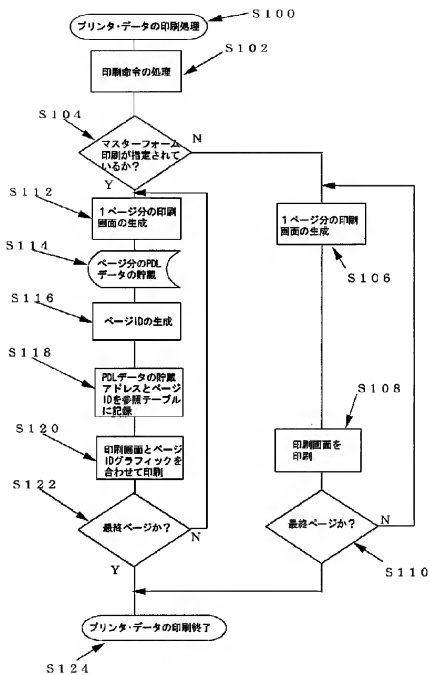 プリンタ・データの印刷処理
S100
印刷命令の処理
S102
S104
マスターフォーム
印刷が指定されて
いるか？
N
Y
S112
1ページ分の印刷
画面の生成
1ページ分の印刷
画面の生成
S106
S114
ページ分のPDL
データの貯蔵
S116
ページIDの生成
S118
PDLデータの貯蔵
アドレスとページ
IDを参照テーブル
に記録
S108
S120
印刷画面とページ
IDグラフィックを
合わせて印刷
印刷画面を
印刷
S122
最終ページか？
N
Y
最終ページか？
N
S110
プリンタ・データの印刷終了
S124